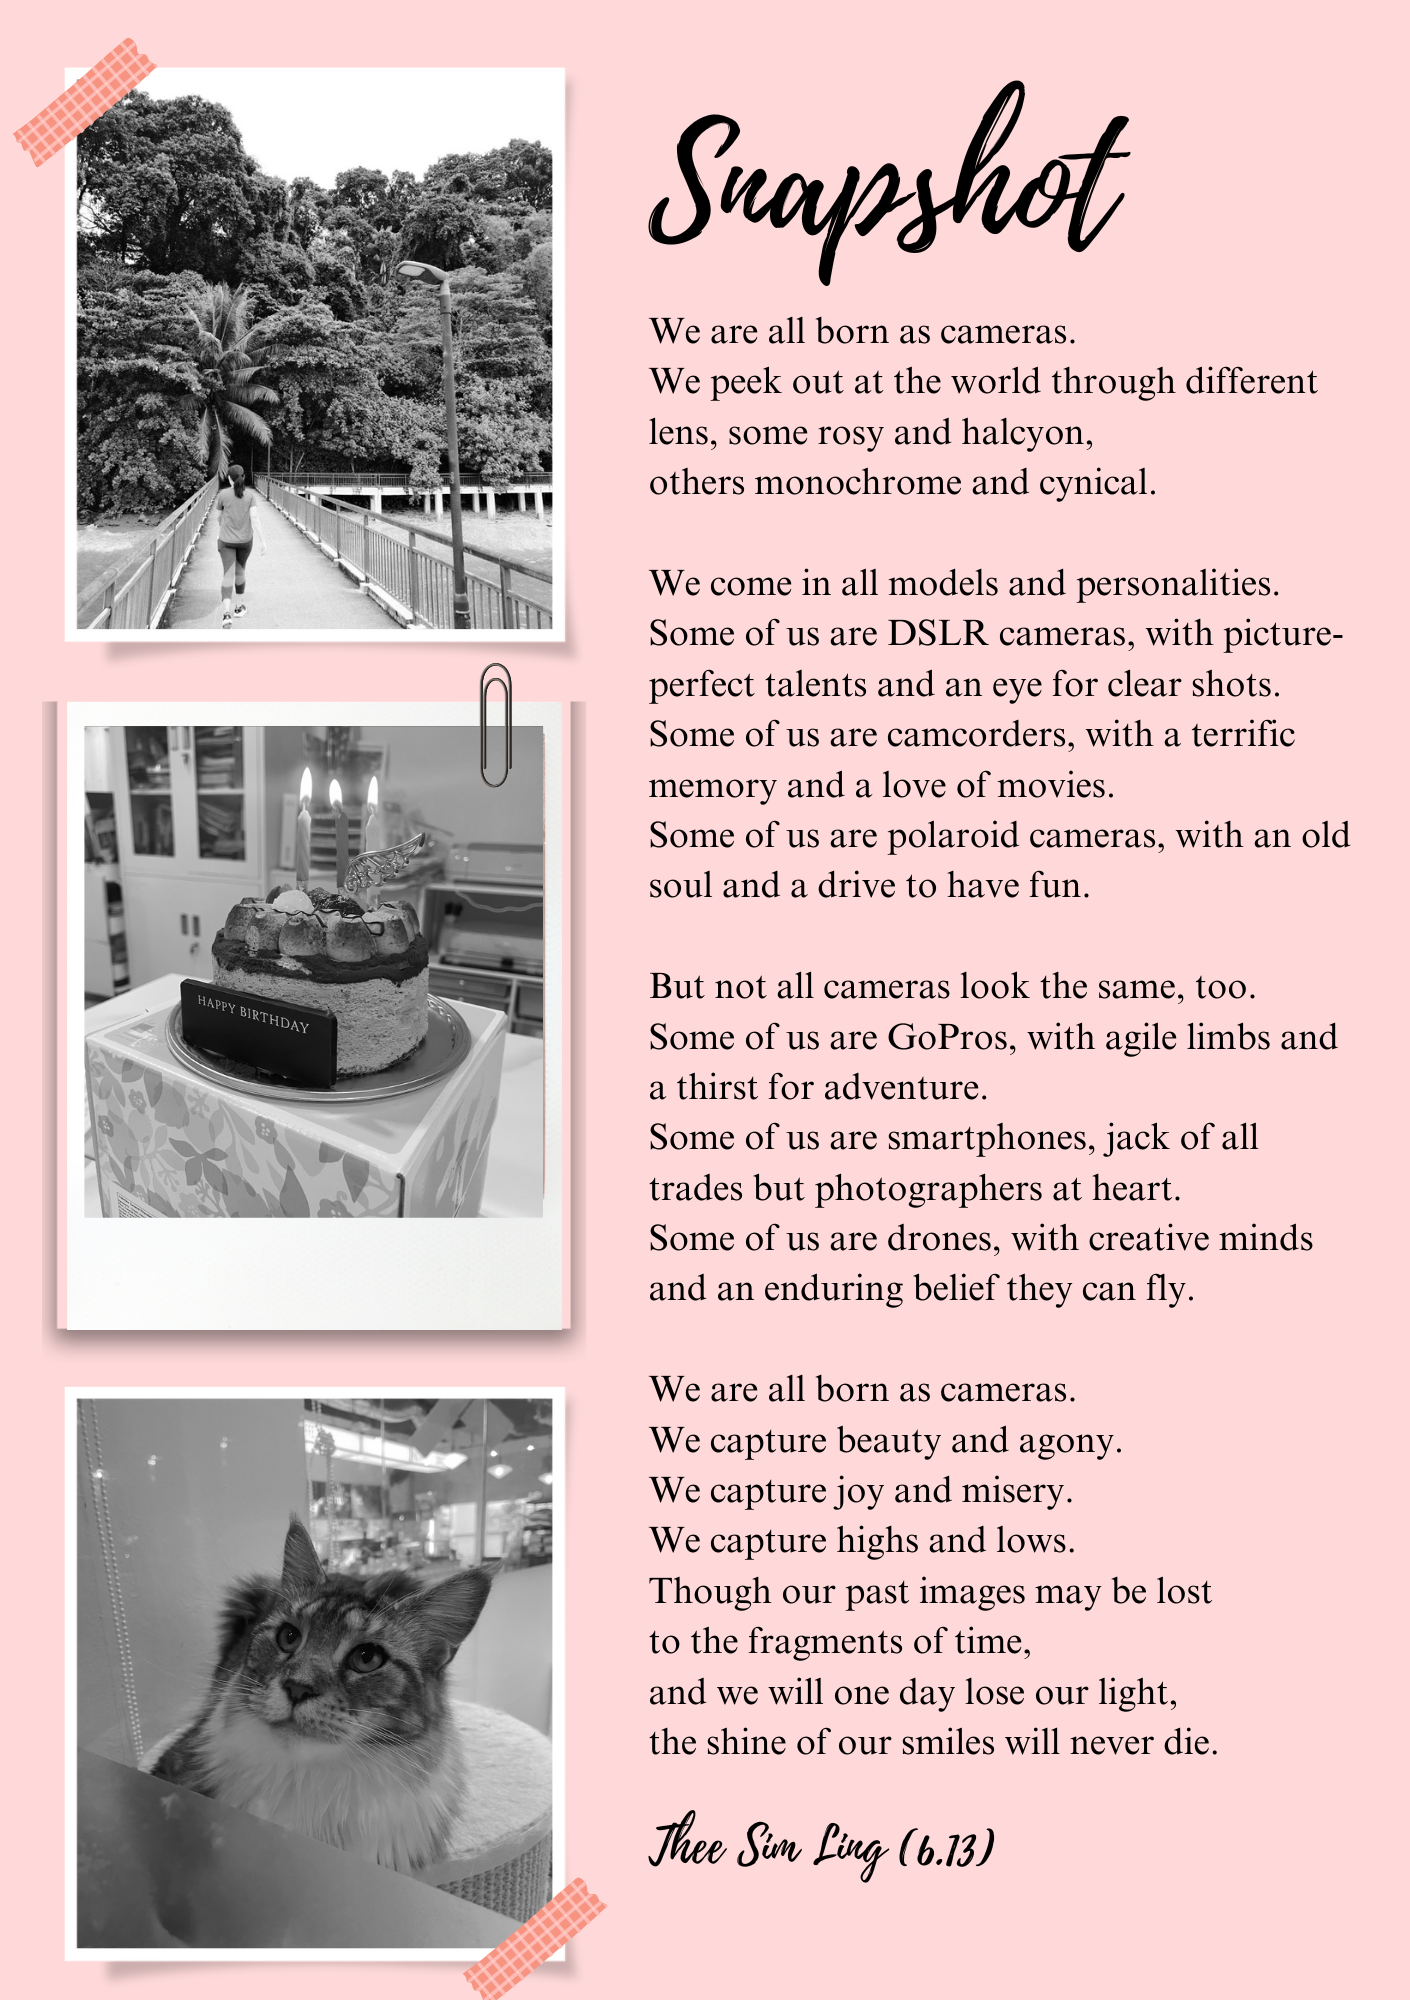 Snapshot
We are all born as cameras.
We peek out at the world through different
lens, some rosy and halcyon,
others monochrome and cynical.
We come in all models and personalities.
Some of us are DSLR cameras, with picture-
perfect talents and an eye for clear shots.
Some of us are camcorders, with a terrific
memory and a love of movies.
Some of us are polaroid cameras, with an old
soul and a drive to have fun.
But not all cameras look the same, too.
Some of us are GoPros, with agile limbs and
a thirst for adventure.
Some of us are smartphones, jack of all
trades but photographers at heart.
Some of us are drones, with creative minds
and an enduring belief they can fly.
We are all born as cameras.
We capture beauty and agony.
We capture joy and misery.
We capture highs and lows.
Though our past images may be lost
to the fragments of time,
and we will one day lose our light,
the shine of our smiles will never die.
Thee Sim Ling (6.13)
HAPPY BIRTHDAY